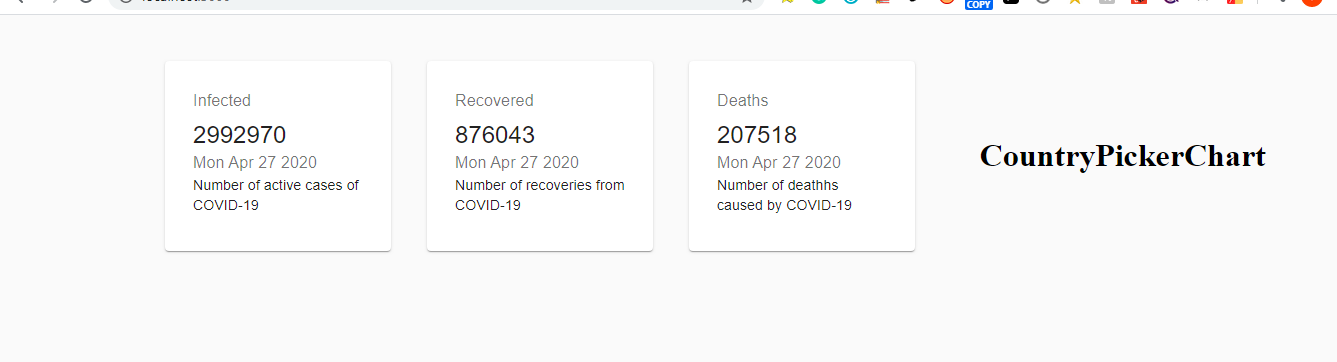 COPY
Infected
2992970
Mon Apr 27 2020
Number of active cases of
COVID-19
Recovered
876043
Mon Apr 27 2020
Number of recoveries from
COVID-19
Deaths
207518
Mon Apr 27 2020
Number of deathhs
caused by COVID-19
CountryPickerChart